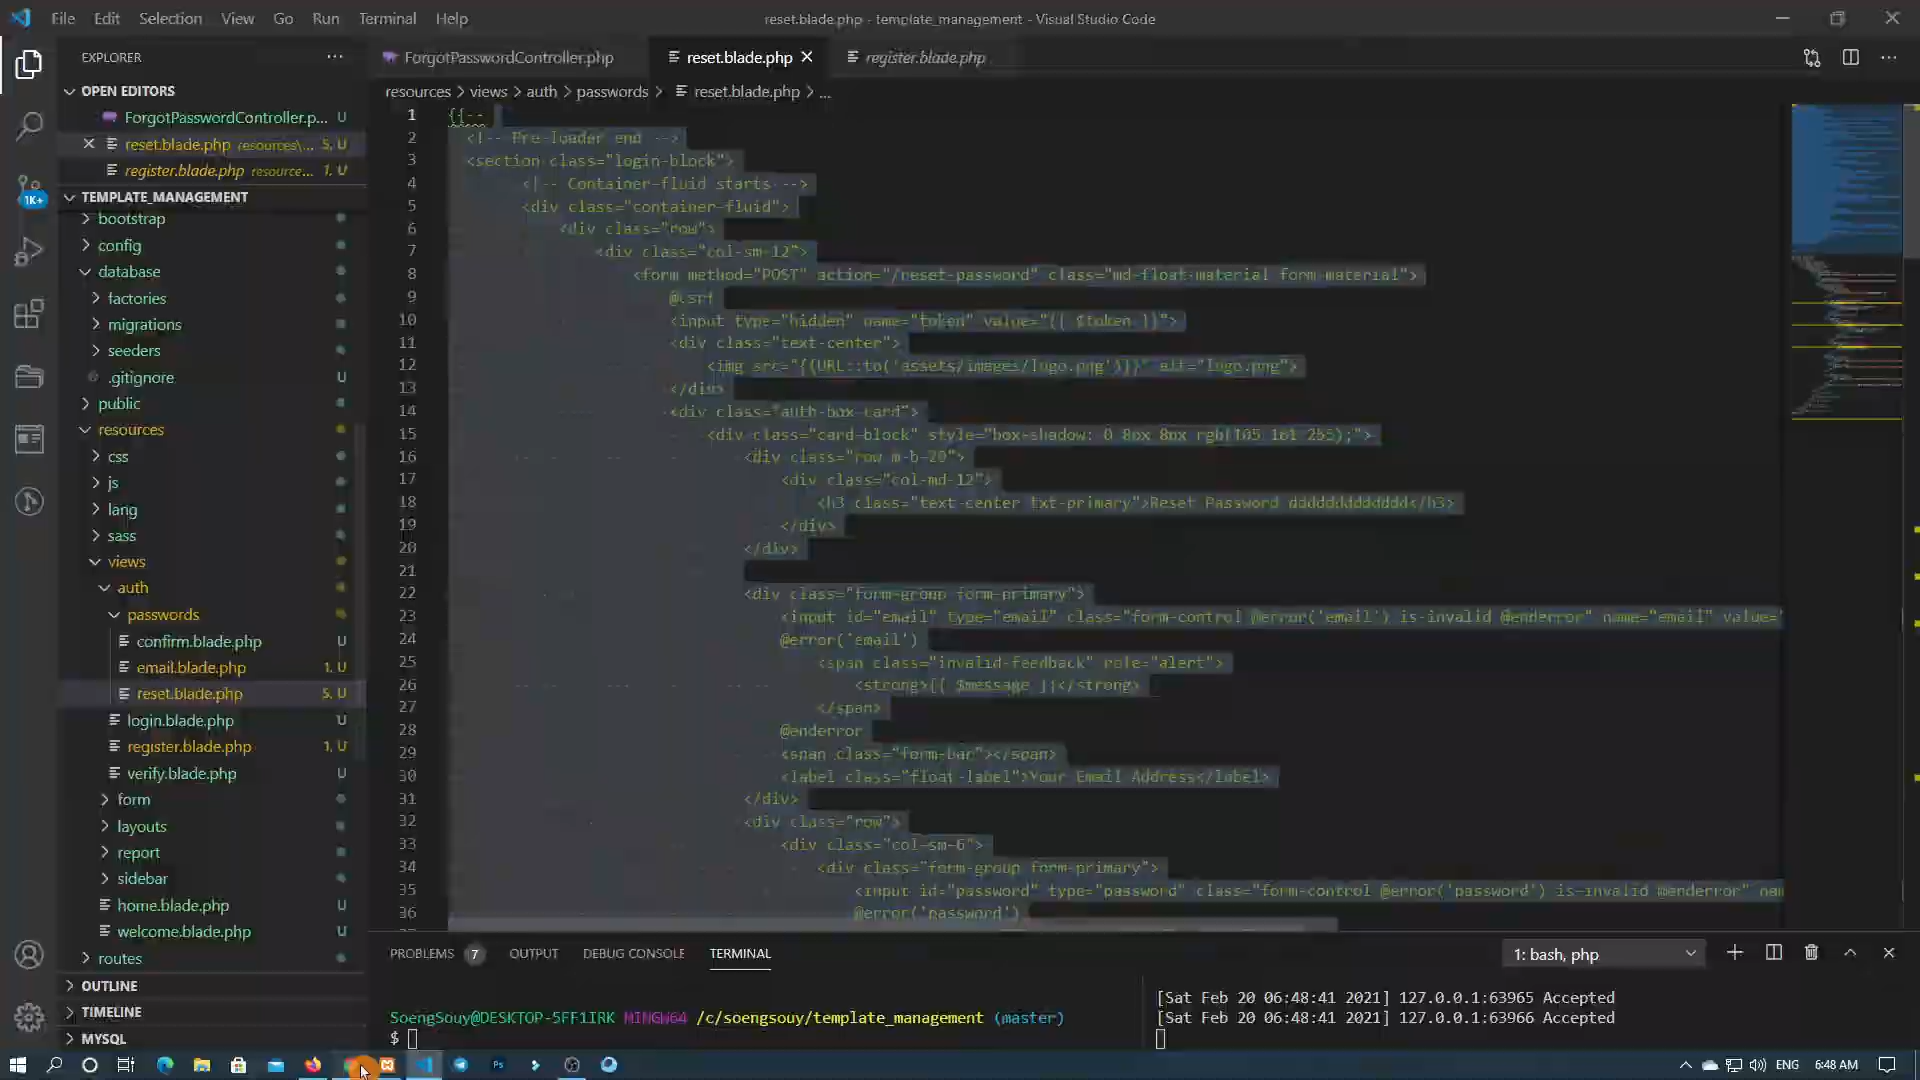 File Edit Selection View Go Run Terminal Help
reset.blade.php - template_management - Visual Studio Code
EXPLORER
ForgotPasswordController.php
reset.blade.php
register.blade.php
OPEN EDITORS
ForgotPasswordController.p... U
reset.blade.php resources\... 5, U
register.blade.php resource... 1, U
TEMPLATE_MANAGEMENT
bootstrap
config
database
factories
migrations
seeders
.gitignore U
public
resources
css
js
lang
sass
views
auth
passwords
confirm.blade.php U
email.blade.php 1, U
reset.blade.php 5, U
login.blade.php U
register.blade.php 1, U
verify.blade.php U
form
layouts
report
sidebar
home.blade.php U
welcome.blade.php U
routes
OUTLINE
TIMELINE
MYSQL
1K+
resources > views > auth > passwords > reset.blade.php > ...
1 {{--
2 <!-- Pre-loader end -->
3 <section class="login-block">
4 <!-- Container-fluid starts -->
5 <div class="container-fluid">
6 <div class="row">
7 <div class="col-sm-12">
8 <form method="POST" action="/reset-password" class="md-float-material form-material">
9 @csrf
10 <input type="hidden" name="token" value="{{ $token }}">
11 <div class="text-center">
12 <img src="{{URL::to('assets/images/logo.png')}}" alt="logo.png">
13 </div>
14 <div class="auth-box card">
15 <div class="card-block" style="box-shadow: 0 8px 8px rgb(105 161 255);">
16 <div class="row m-b-20">
17 <div class="col-md-12">
18 <h3 class="text-center txt-primary">Reset Password ddddddddddddd</h3>
19 </div>
20 </div>
21
22 <div class="form-group form-primary">
23 <input id="email" type="email" class="form-control @error('email') is-invalid @enderror" name="email" value="
24 @error('email')
25 <span class="invalid-feedback" role="alert">
26 <strong>{{ $message }}</strong>
27 </span>
28 @enderror
29 <span class="form-bar"></span>
30 <label class="float-label">Your Email Address</label>
31 </div>
32 <div class="row">
33 <div class="col-sm-6">
34 <div class="form-group form-primary">
35 <input id="password" type="password" class="form-control @error('password') is-invalid @enderror" nam
36 @error('password')
PROBLEMS 7 OUTPUT DEBUG CONSOLE TERMINAL
1: bash, php
SoengSouy@DESKTOP-5FF1IRK MINGW64 /c/soengsouy/template_management (master)
$
[Sat Feb 20 06:48:41 2021] 127.0.0.1:63965 Accepted
[Sat Feb 20 06:48:41 2021] 127.0.0.1:63966 Accepted
Ps
ENG
6:48 AM